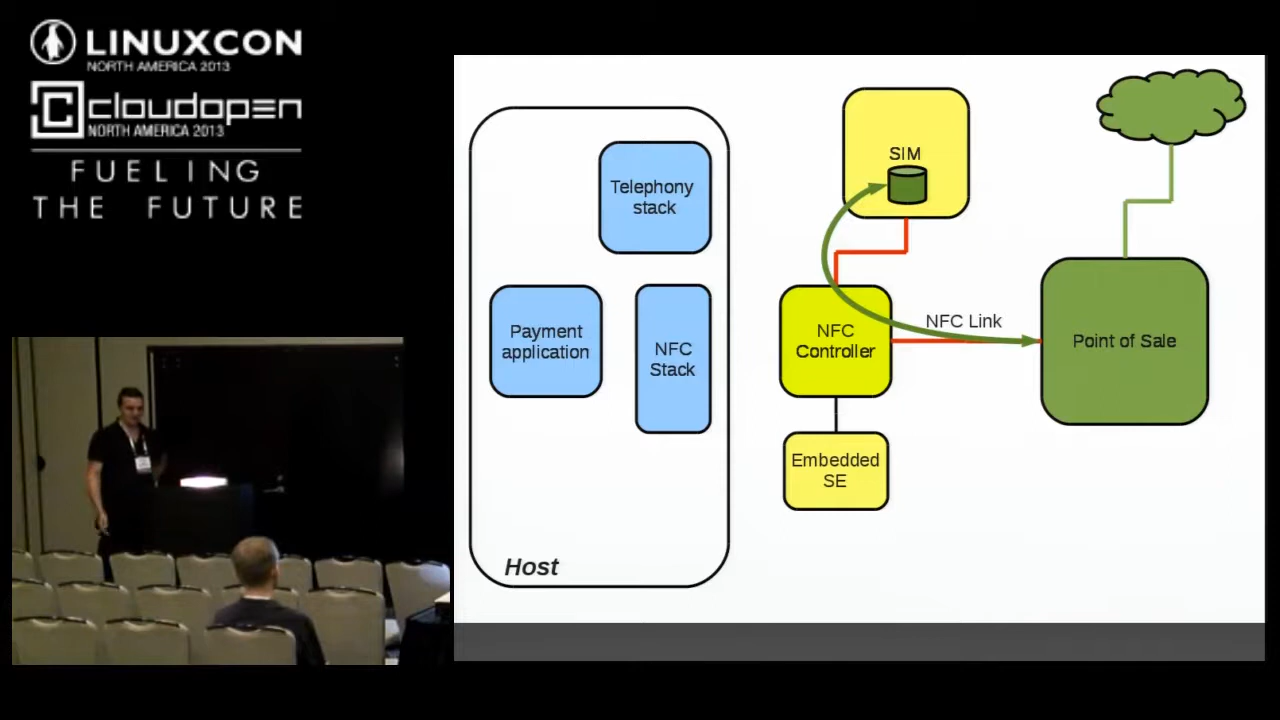 LINUXCON
NORTH AMERICA 2013
cloudopen
NORTH AMERICA 2013
FUELING
THE FUTURE
Telephony
stack
Payment
application
NFC
Stack
Host
SIM
NFC
Controller
NFC Link
Embedded
SE
Point of Sale